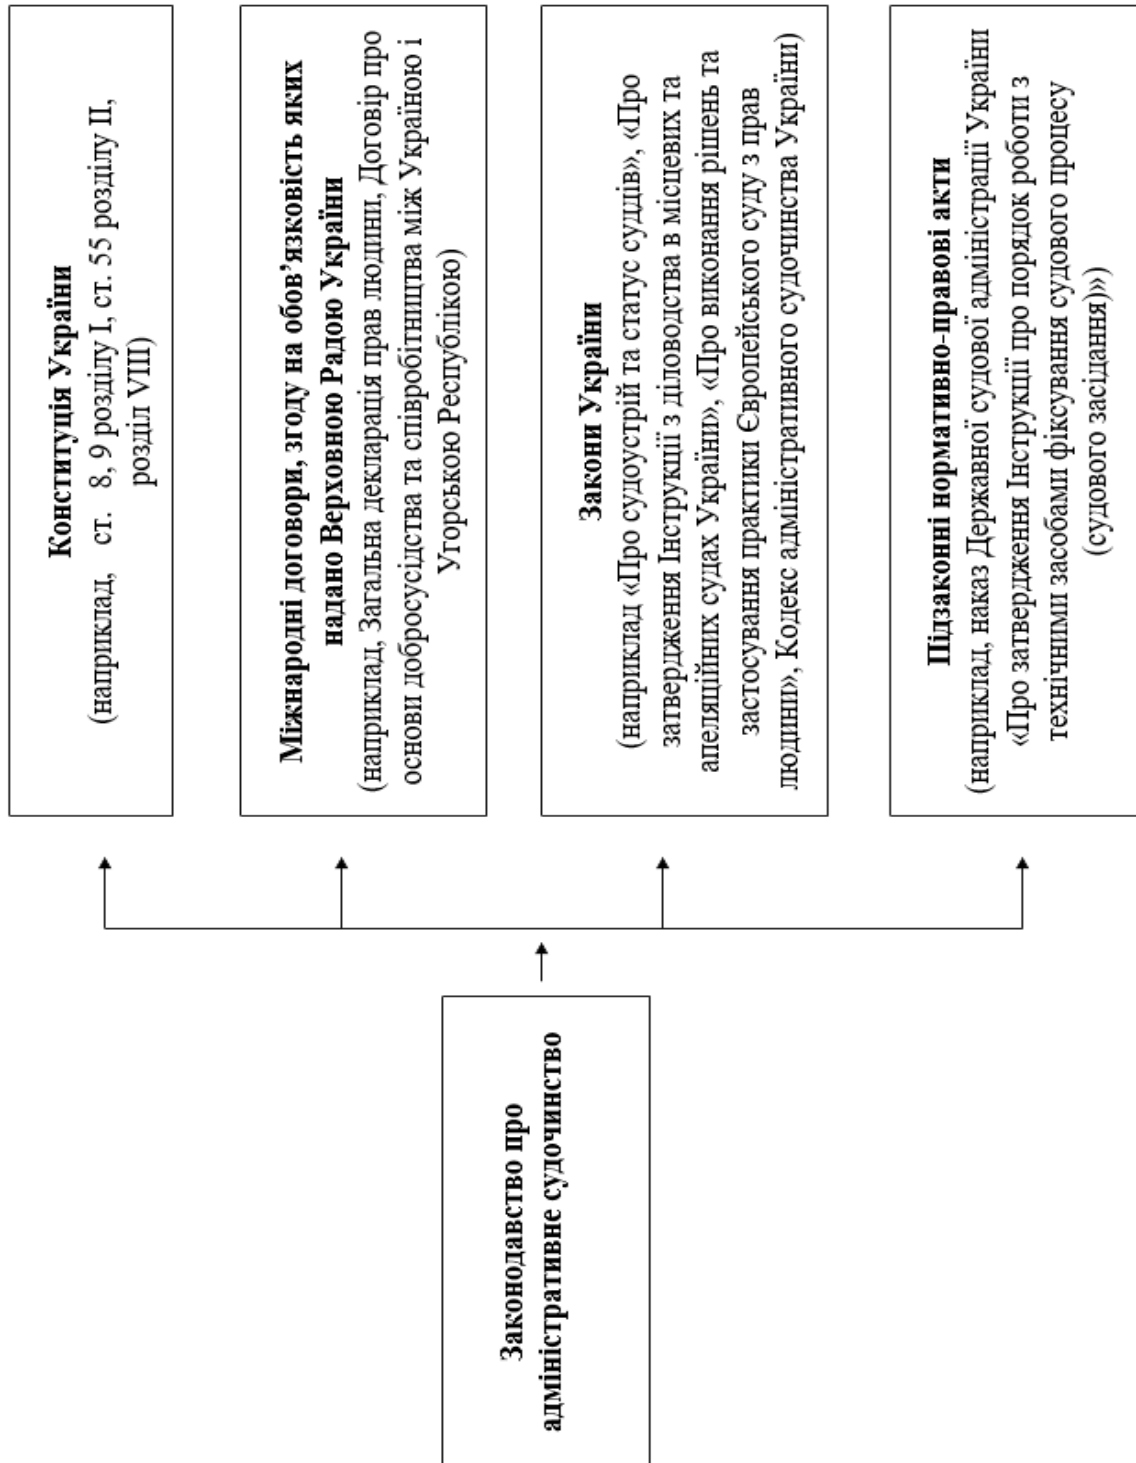 Законодавство про
адміністративне судочинство
Конституція України
(наприклад, ст. 8, 9 розділу І, ст. 55 розділу ІІ,
розділ VIII)
Міжнародні договори, згоду на обов’язковість яких
надано Верховною Радою України
(наприклад, Загальна декларація прав людини, Договір про
основи добросусідства та співробітництва між Україною і
Угорською Республікою)
Закони України
(наприклад «Про судоустрій та статус суддів», «Про
затвердження Інструкції з діловодства в місцевих та
апеляційних судах України», «Про виконання рішень та
застосування практики Європейського суду з прав
людини», Кодекс адміністративного судочинства України)
Підзаконні нормативно-правові акти
(наприклад, наказ Державної судової адміністрації України
«Про затвердження Інструкції про порядок роботи з
технічними засобами фіксування судового процесу
(судового засідання)»)